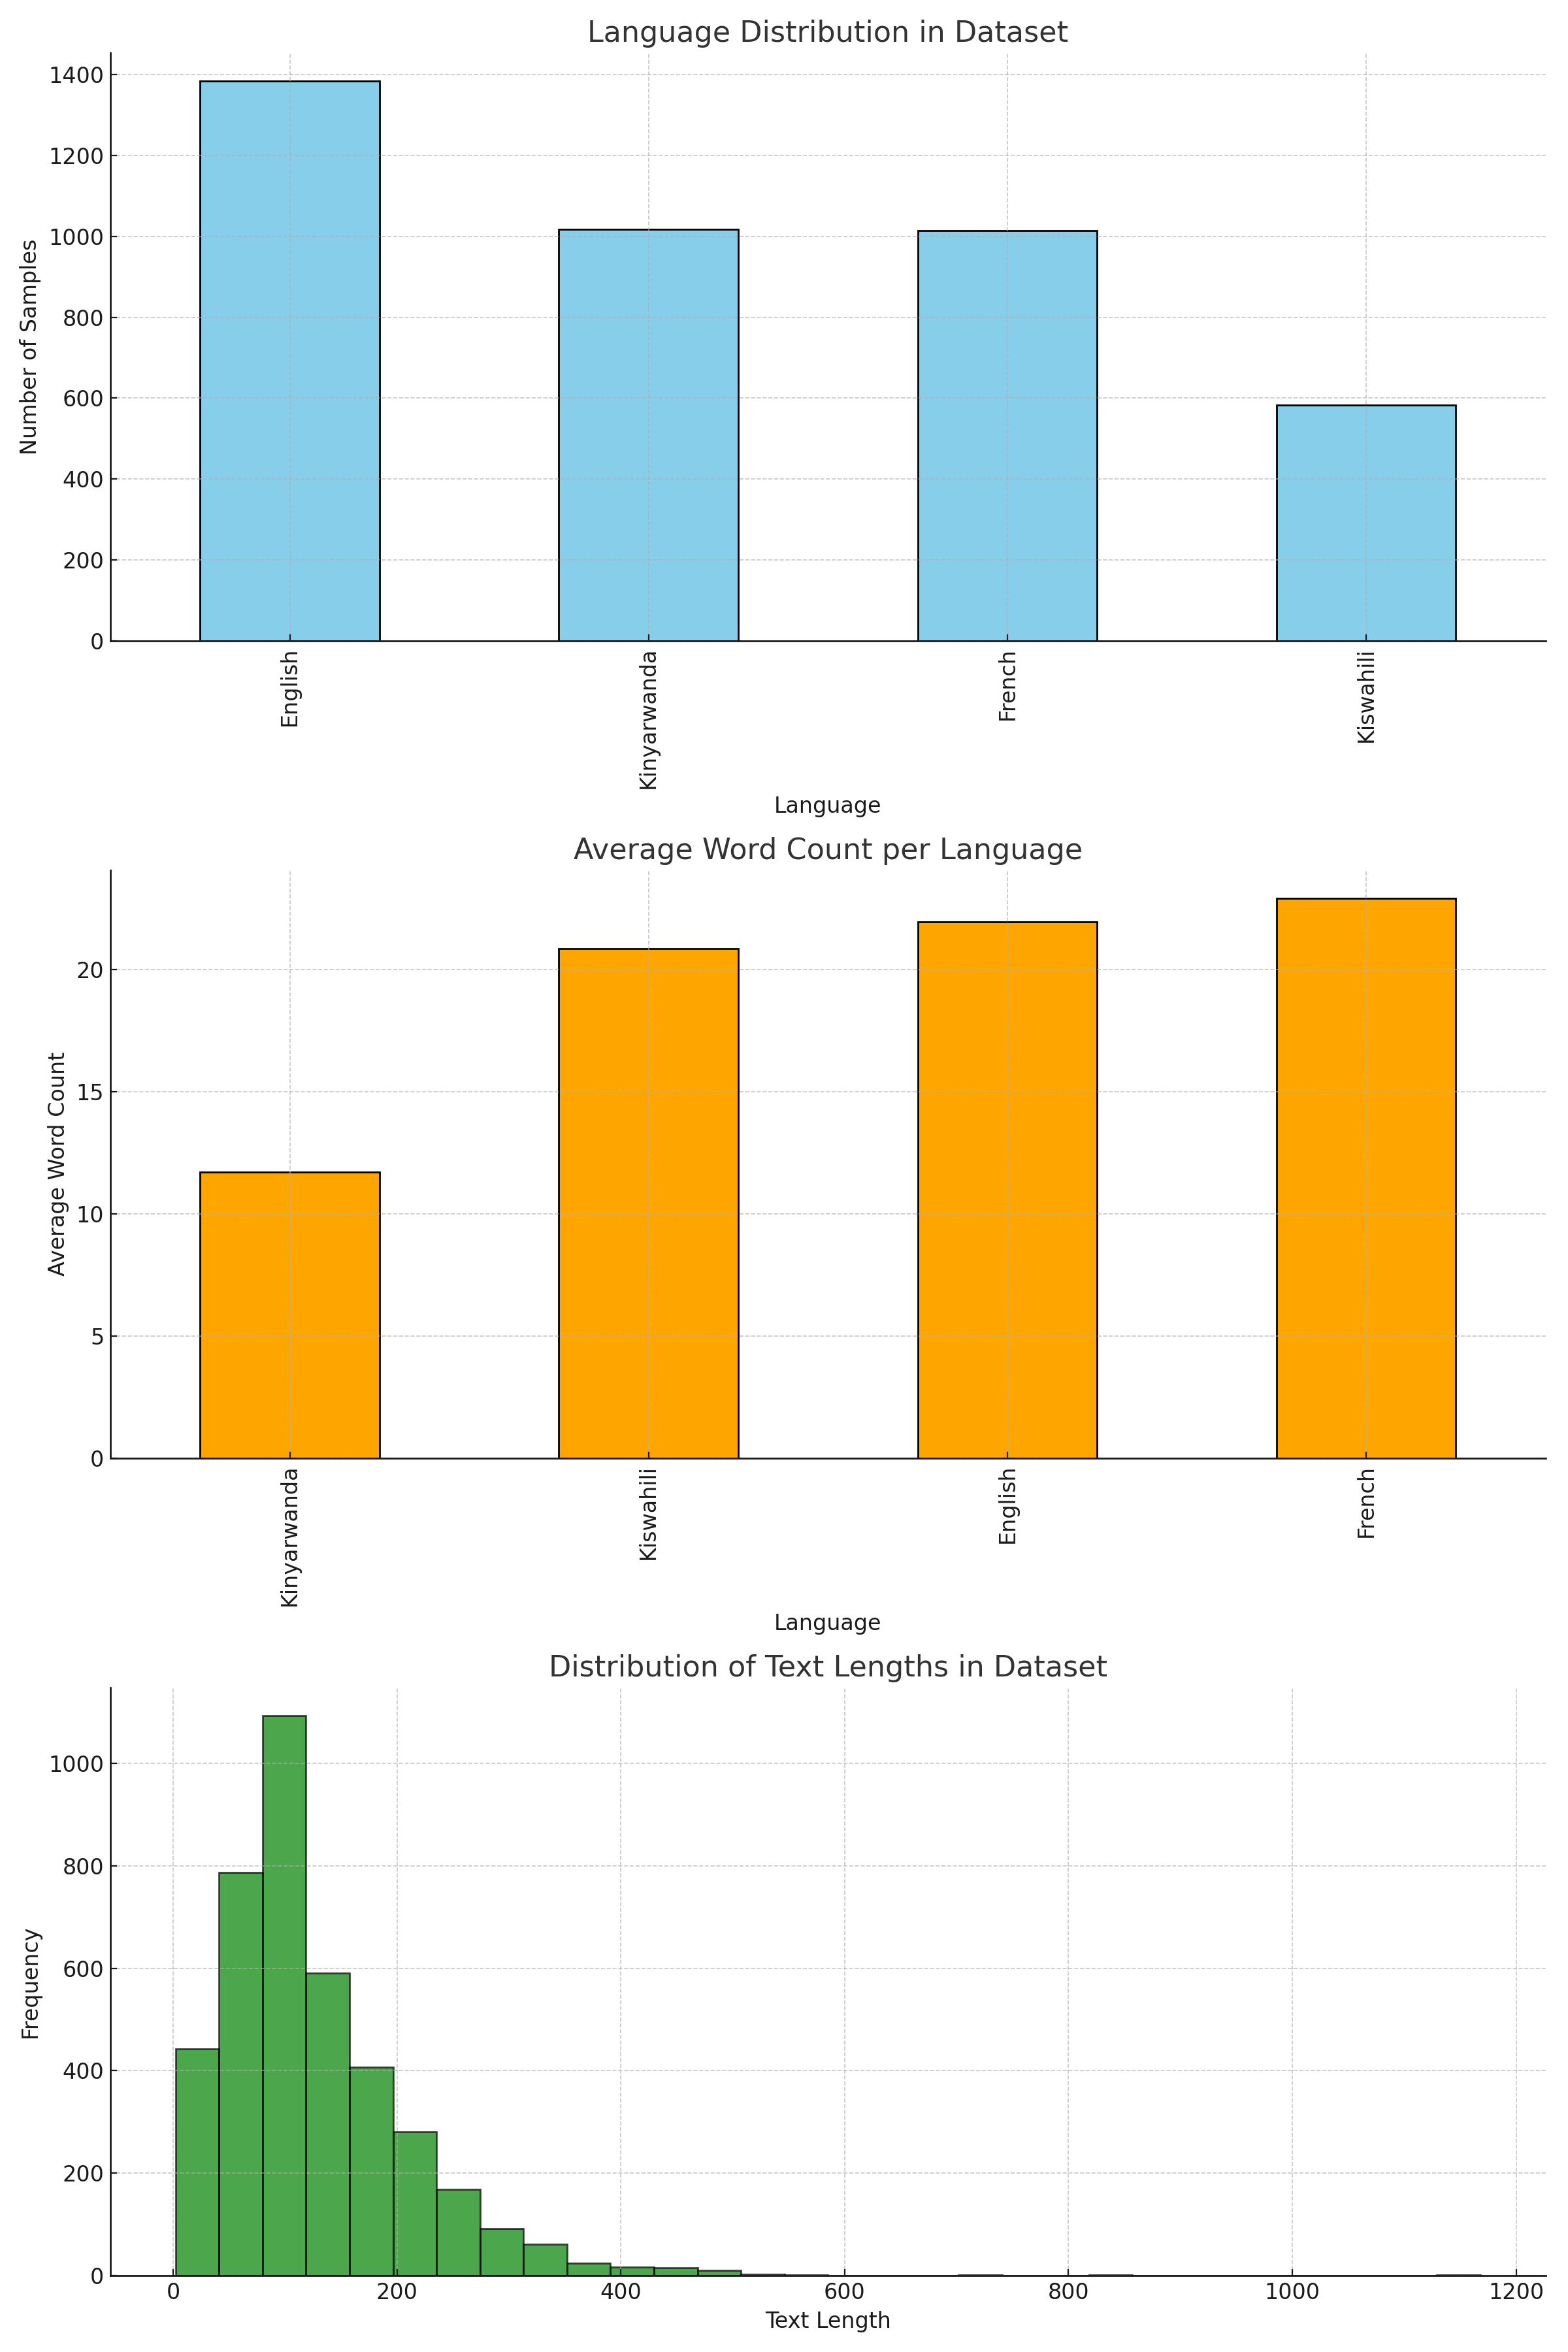 Language Distribution in Dataset
1400
1200
1000
800
600
400
200
0
Number of Samples
English
Kinyarwanda
French
Kiswahili
Language
Average Word Count per Language
20
15
10
5
0
Average Word Count
Kinyarwanda
Kiswahili
English
French
Language
Distribution of Text Lengths in Dataset
1000
800
600
400
200
0
Frequency
0 200 400 600 800 1000 1200
Text Length